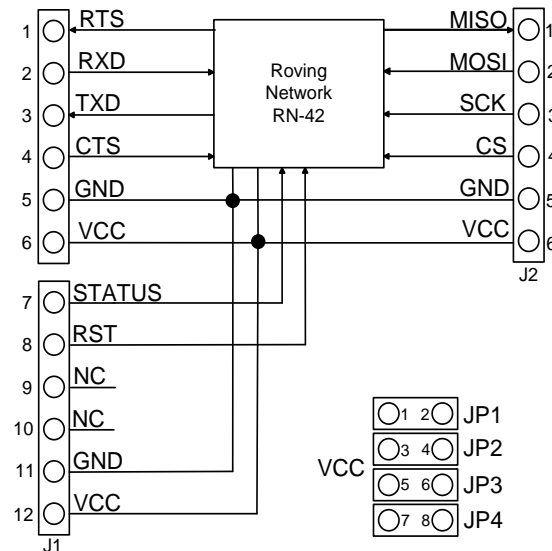 1 RTS
2 RXD
3 TXD
4 CTS
5 GND
6 VCC
Roving
Network
RN-42
MISO 1
MOSI 2
SCK 3
CS 4
GND 5
VCC 6
J2
7 STATUS
8 RST
9 NC
10 NC
11 GND
12 VCC
J1
VCC
1 2 JP1
3 4 JP2
5 6 JP3
7 8 JP4